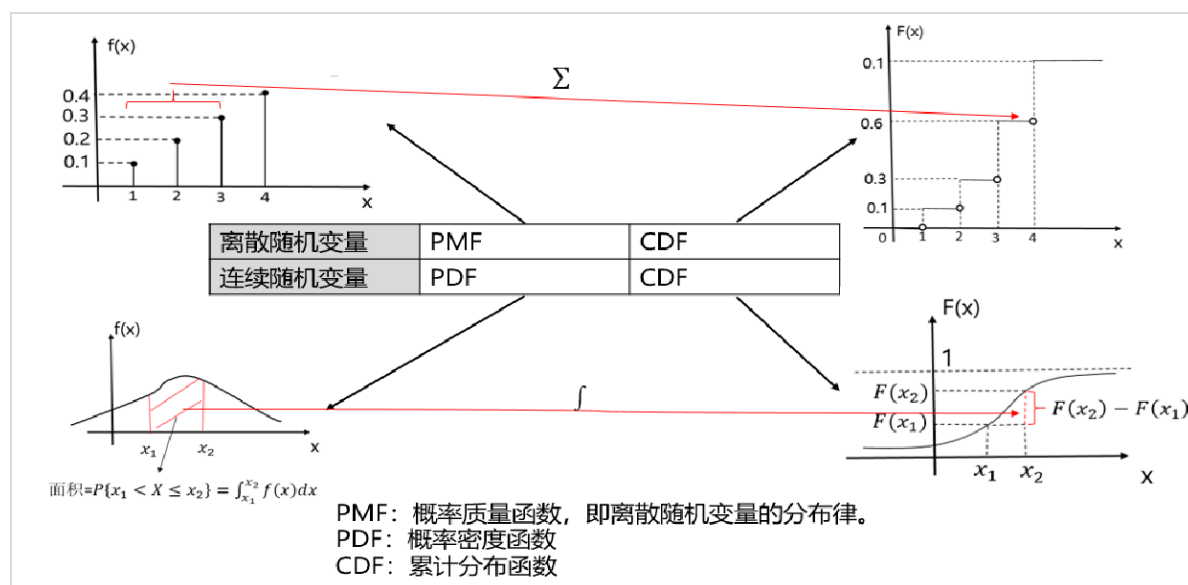 f(x)
0.4
0.3
0.2
0.1
1 2 3 4 x
Σ
F(x)
0.1
0.6
0.3
0.1
0 1 2 3 4 x
离散随机变量 PMF CDF
连续随机变量 PDF CDF
f(x)
x₁ x₂ x
面积=P{x₁ < X ≤ x₂} = ∫_{x₁}^{x₂} f(x)dx
∫
F(x)
1
F(x₂)
F(x₁)
F(x₂) − F(x₁)
x₁ x₂ X
PMF：概率质量函数，即离散随机变量的分布律。
PDF：概率密度函数
CDF：累计分布函数